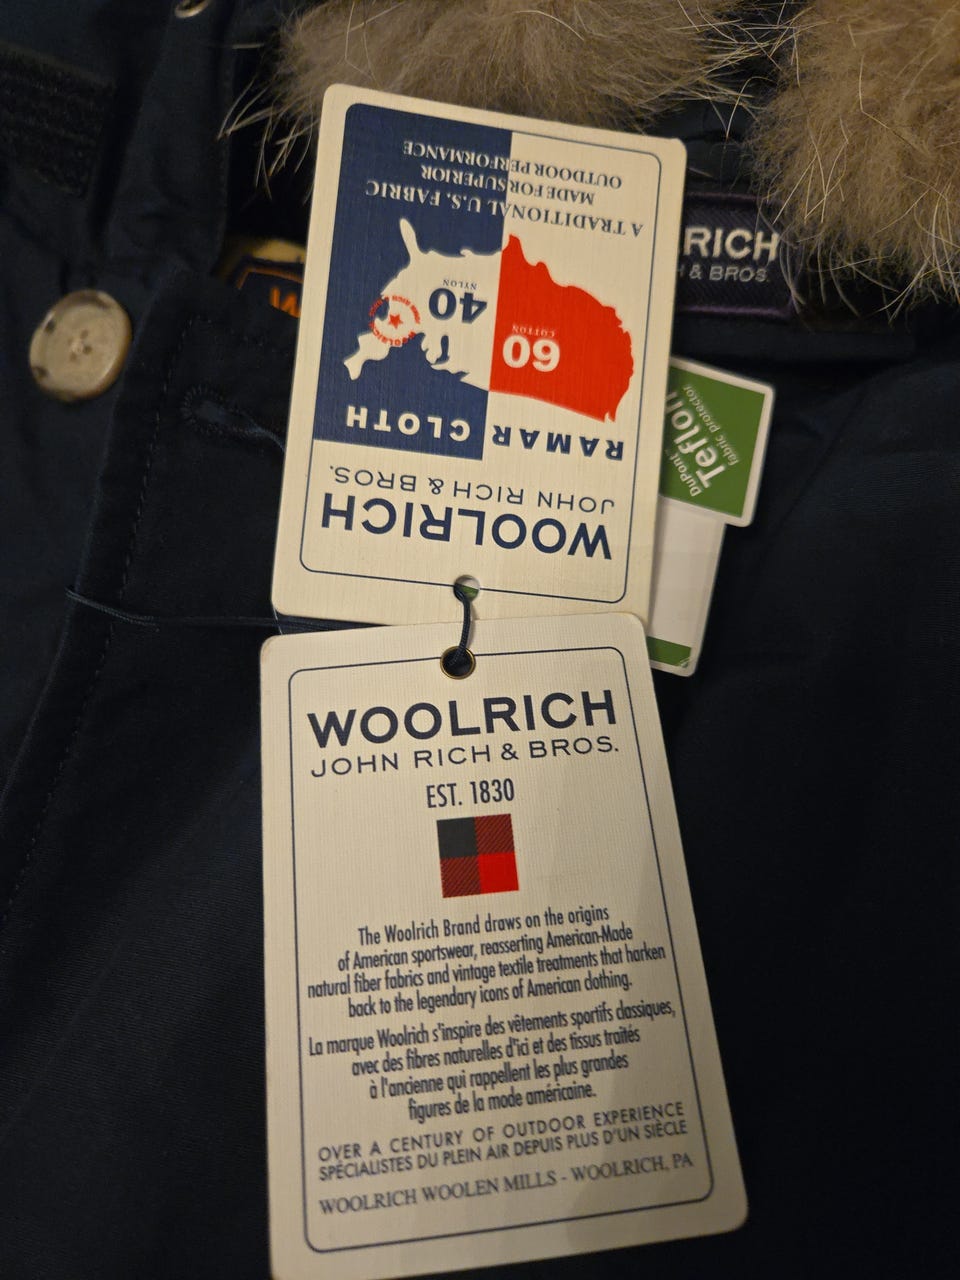 A TRADITIONAL U.S. FABRIC
MADE FOR SUPERIOR
OUTDOOR PERFORMANCE
60
COTTON
40
NYLON
RAMAR CLOTH
JOHN RICH & BROS.
WOOLRICH
RICH
H & BROS.
DuPont™
Teflon
fabric protector
WOOLRICH
JOHN RICH & BROS.
EST. 1830
The Woolrich Brand draws on the origins
of American sportswear, reasserting American-Made
natural fiber fabrics and vintage textile treatments that harken
back to the legendary icons of American clothing.
La marque Woolrich s'inspire des vêtements sportifs classiques,
avec des fibres naturelles d'ici et des tissus traités
à l'ancienne qui rappellent les plus grandes
figures de la mode américaine.
OVER A CENTURY OF OUTDOOR EXPERIENCE
SPÉCIALISTES DU PLEIN AIR DEPUIS PLUS D'UN SIÈCLE
WOOLRICH WOOLEN MILLS - WOOLRICH, PA